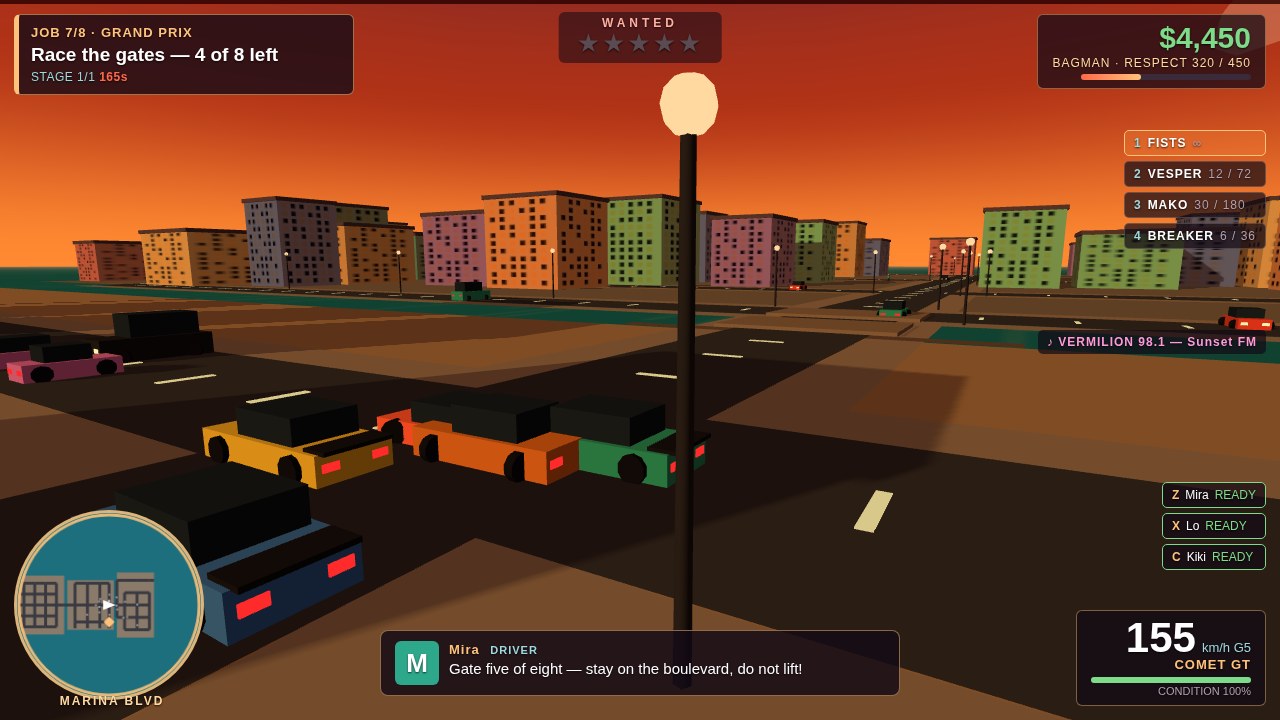 JOB 7/8 · GRAND PRIX
Race the gates — 4 of 8 left
STAGE 1/1 165s
WANTED
$4,450
BAGMAN · RESPECT 320 / 450
1 FISTS ∞
2 VESPER 12 / 72
3 MAKO 30 / 180
4 BREAKER 6 / 36
♪ VERMILION 98.1 — Sunset FM
Z Mira READY
X Lo READY
C Kiki READY
155 km/h G5
COMET GT
CONDITION 100%
M
Mira DRIVER
Gate five of eight — stay on the boulevard, do not lift!
MARINA BLVD